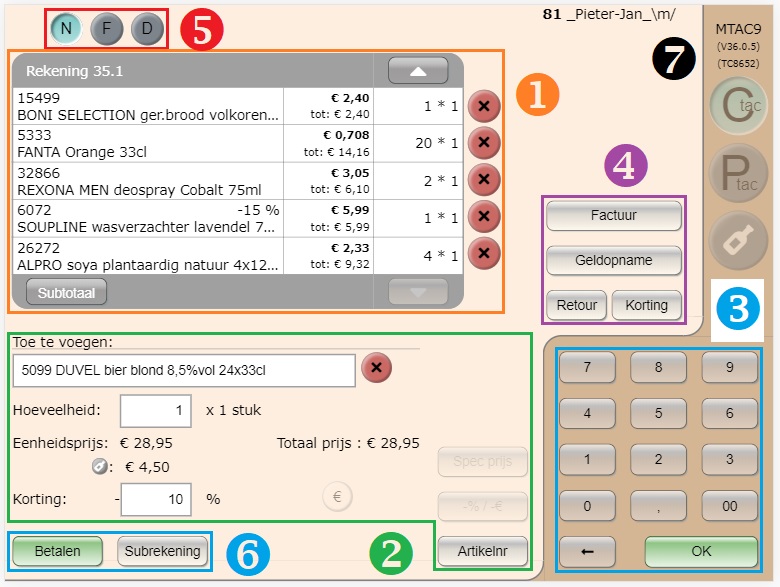 N F D 5
81 _Pieter-Jan_\m/
MTAC9
(V36.0.5)
(TC8652)
7
Ctac
Ptac
Rekening 35.1
15499 € 2,40
BONI SELECTION ger.brood volkoren... tot: € 2,40 1 * 1
5333 € 0,708
FANTA Orange 33cl tot: € 14,16 20 * 1
32866 € 3,05
REXONA MEN deospray Cobalt 75ml tot: € 6,10 2 * 1
6072 -15 % € 5,99
SOUPLINE wasverzachter lavendel 7... tot: € 5,99 1 * 1
26272 € 2,33
ALPRO soya plantaardig natuur 4x12... tot: € 9,32 4 * 1
Subtotaal
1
4
Factuur
Geldopname
Retour Korting
3
Toe te voegen:
5099 DUVEL bier blond 8,5%vol 24x33cl
Hoeveelheid: 1 x 1 stuk
Eenheidsprijs: € 28,95 Totaal prijs : € 28,95
: € 4,50
Korting: - 10 % €
Spec prijs
-% / -€
Artikelnr
2
Betalen Subrekening 6
7 8 9
4 5 6
1 2 3
0 , 00
← OK